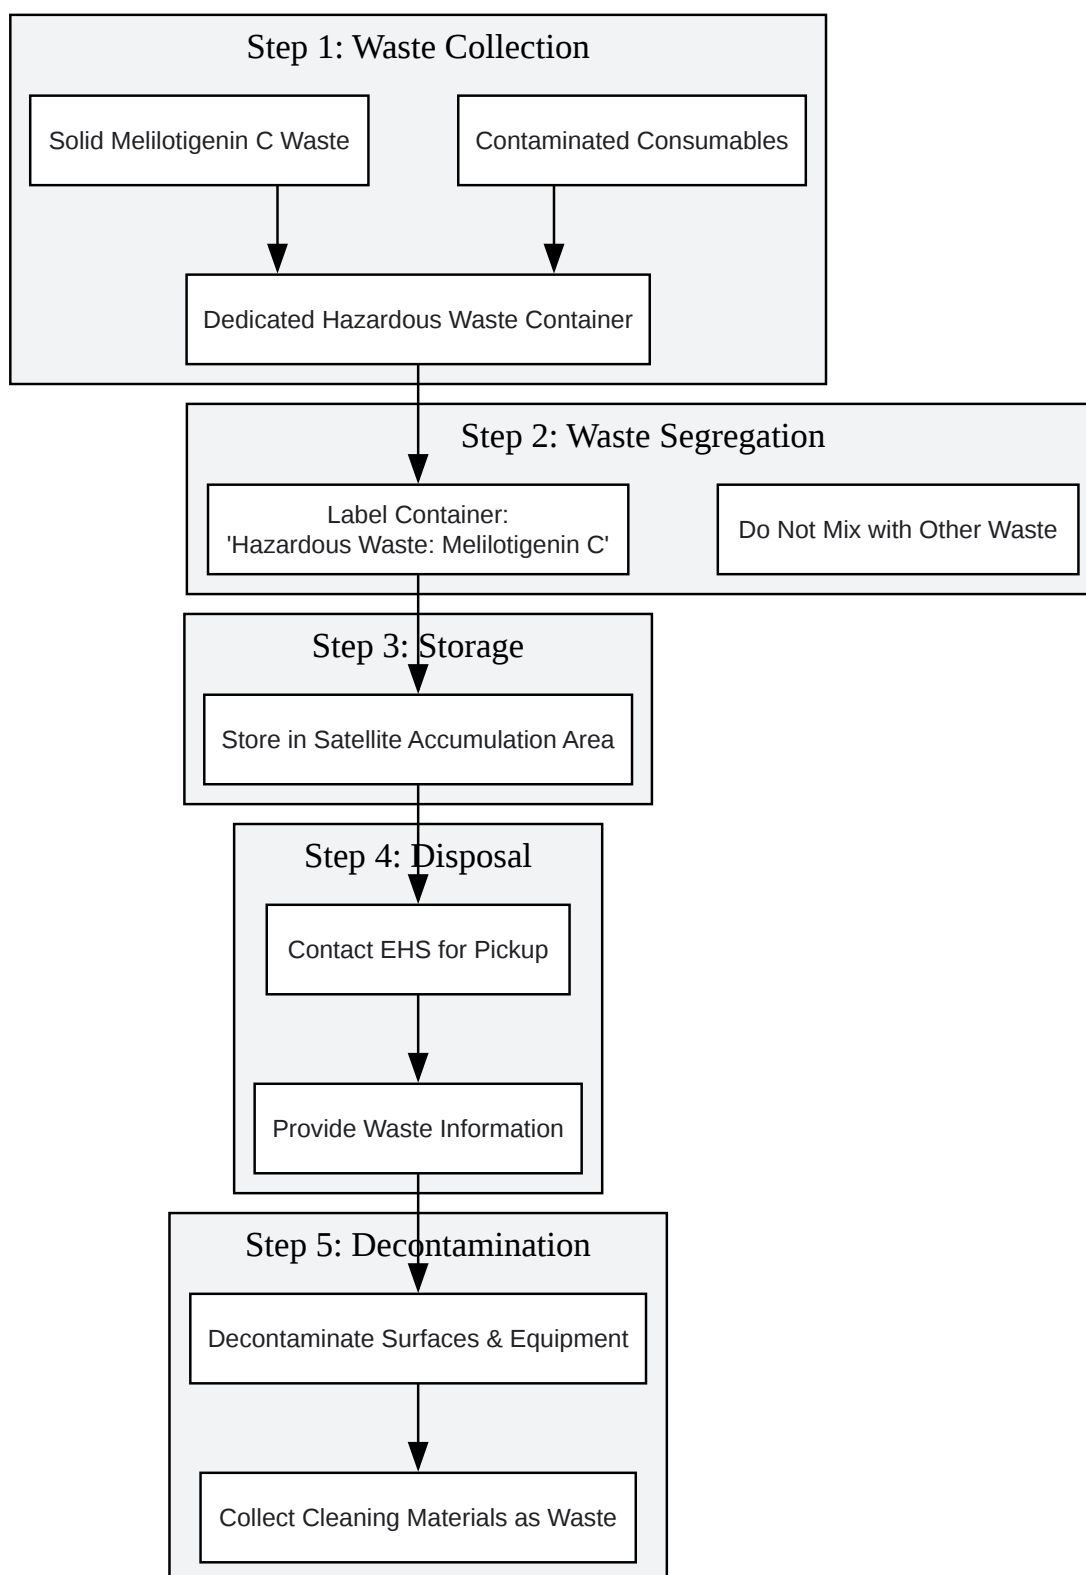 Step 1: Waste Collection
Solid Melilotigenin C Waste
Contaminated Consumables
Dedicated Hazardous Waste Container
Step 2: Waste Segregation
Label Container:
'Hazardous Waste: Melilotigenin C'
Do Not Mix with Other Waste
Step 3: Storage
Store in Satellite Accumulation Area
Step 4: Disposal
Contact EHS for Pickup
Provide Waste Information
Step 5: Decontamination
Decontaminate Surfaces & Equipment
Collect Cleaning Materials as Waste